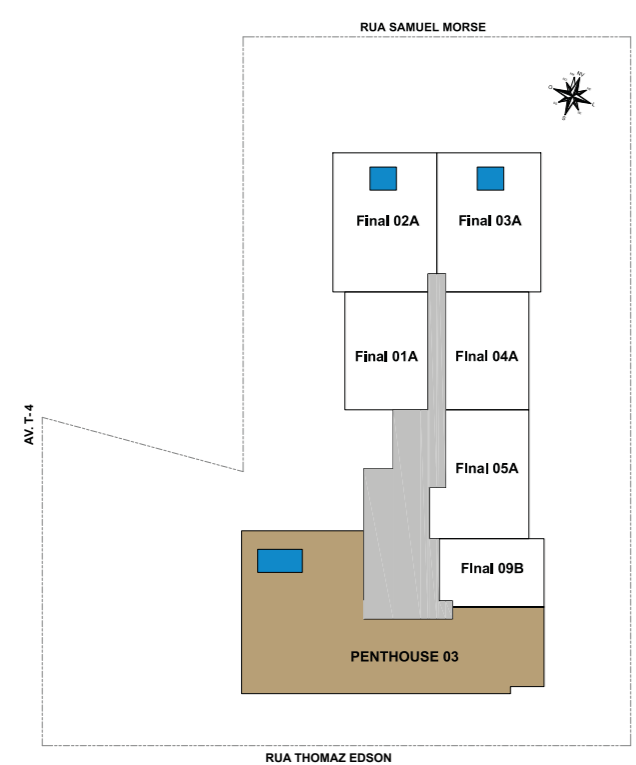 RUA SAMUEL MORSE
O
L
S
Final 02A
Final 03A
Final 01A
FInal 04A
AV. T-4
FInal 05A
FInal 09B
PENTHOUSE 03
RUA THOMAZ EDSON